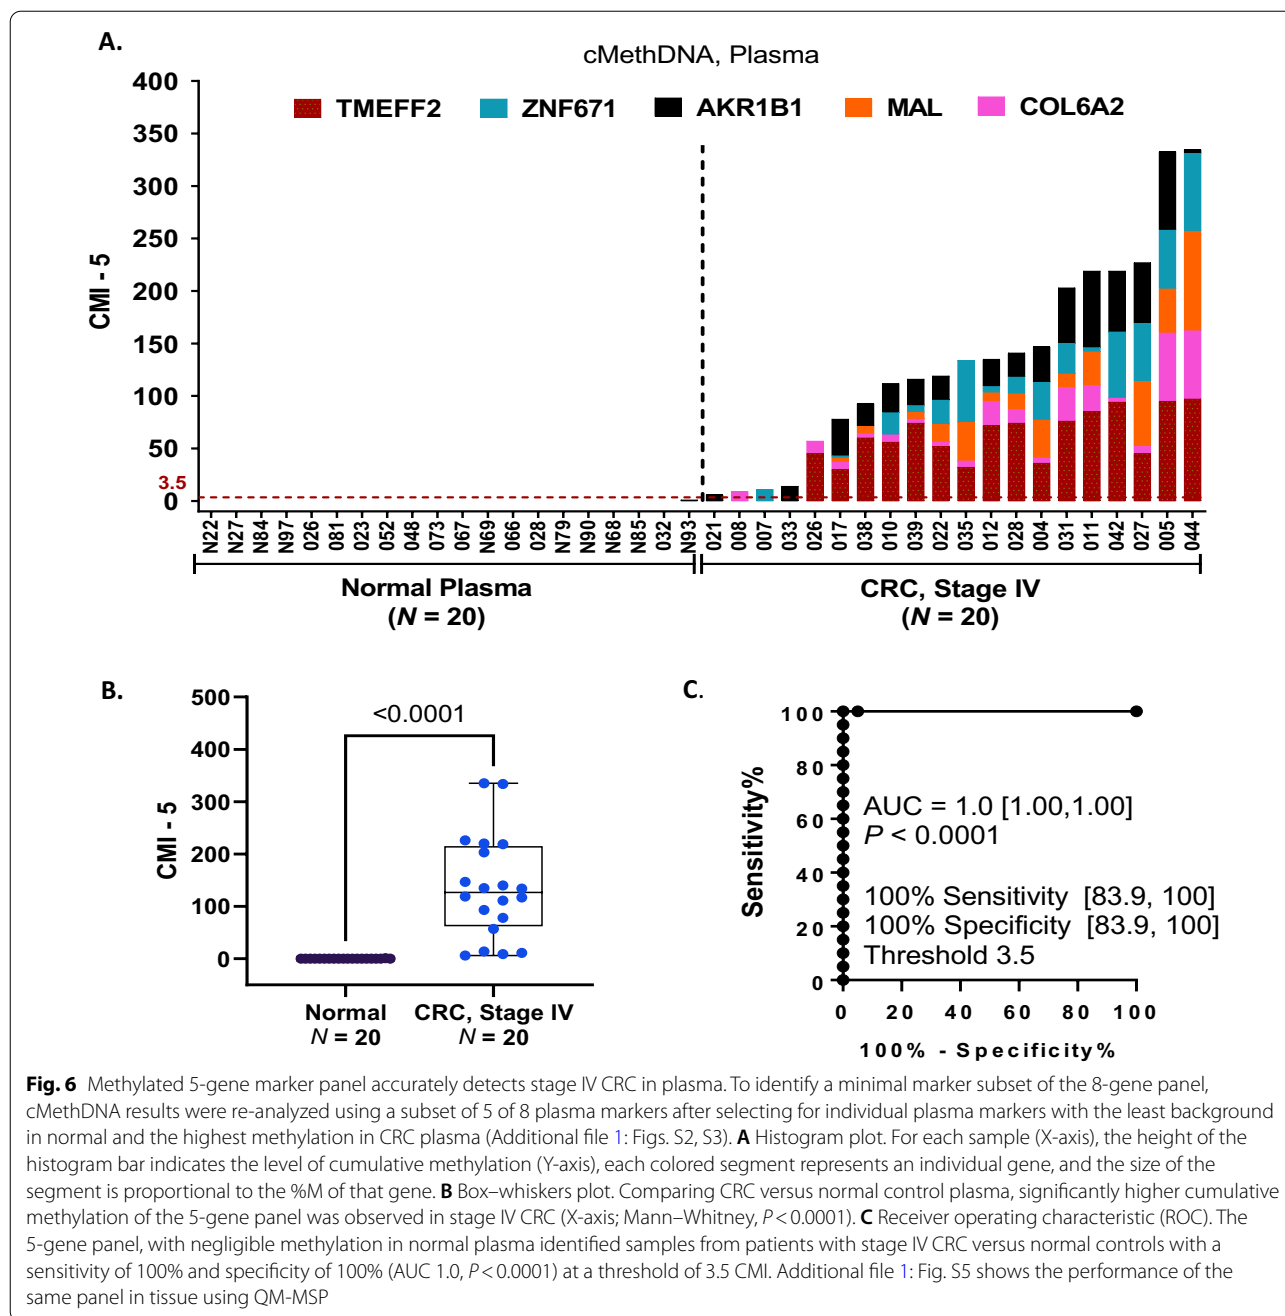 A.
cMethDNA, Plasma
TMEFF2 ZNF671 AKR1B1 MAL COL6A2
CMI - 5
400
350
300
250
200
150
100
50
3.5
0
N22 N27 N84 N97 026 081 023 052 048 073 067 N69 066 028 N79 N90 N68 N85 032 N93 021 008 007 033 026 017 038 010 039 022 035 012 028 004 031 011 042 027 005 044
Normal Plasma
(N = 20)
CRC, Stage IV
(N = 20)
B.
CMI - 5
500
400
300
200
100
0
<0.0001
Normal
N = 20
CRC, Stage IV
N = 20
C.
Sensitivity%
100
80
60
40
20
0
AUC = 1.0 [1.00,1.00]
P < 0.0001
100% Sensitivity [83.9, 100]
100% Specificity [83.9, 100]
Threshold 3.5
0 20 40 60 80 100
100% - Specificity%
Fig. 6 Methylated 5-gene marker panel accurately detects stage IV CRC in plasma. To identify a minimal marker subset of the 8-gene panel,
cMethDNA results were re-analyzed using a subset of 5 of 8 plasma markers after selecting for individual plasma markers with the least background
in normal and the highest methylation in CRC plasma (Additional file 1: Figs. S2, S3). A Histogram plot. For each sample (X-axis), the height of the
histogram bar indicates the level of cumulative methylation (Y-axis), each colored segment represents an individual gene, and the size of the
segment is proportional to the %M of that gene. B Box–whiskers plot. Comparing CRC versus normal control plasma, significantly higher cumulative
methylation of the 5-gene panel was observed in stage IV CRC (X-axis; Mann–Whitney, P < 0.0001). C Receiver operating characteristic (ROC). The
5-gene panel, with negligible methylation in normal plasma identified samples from patients with stage IV CRC versus normal controls with a
sensitivity of 100% and specificity of 100% (AUC 1.0, P < 0.0001) at a threshold of 3.5 CMI. Additional file 1: Fig. S5 shows the performance of the
same panel in tissue using QM-MSP